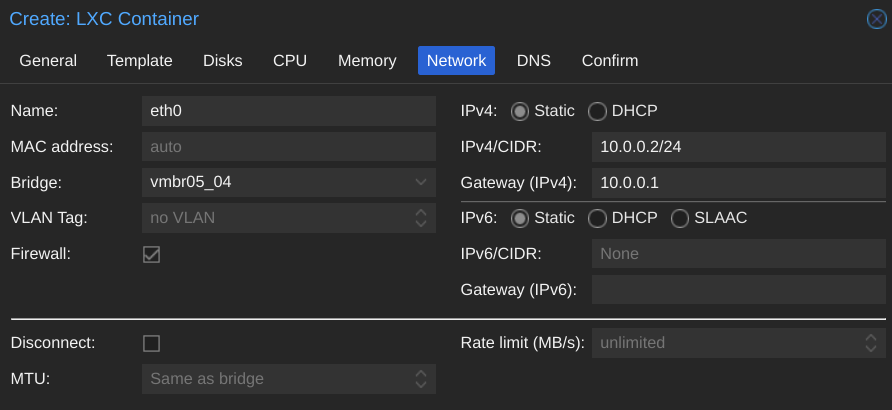 Create: LXC Container
General Template Disks CPU Memory Network DNS Confirm
Name: eth0
MAC address: auto
Bridge: vmbr05_04
VLAN Tag: no VLAN
Firewall:
IPv4: Static DHCP
IPv4/CIDR: 10.0.0.2/24
Gateway (IPv4): 10.0.0.1
IPv6: Static DHCP SLAAC
IPv6/CIDR: None
Gateway (IPv6):
Disconnect:
MTU: Same as bridge
Rate limit (MB/s): unlimited